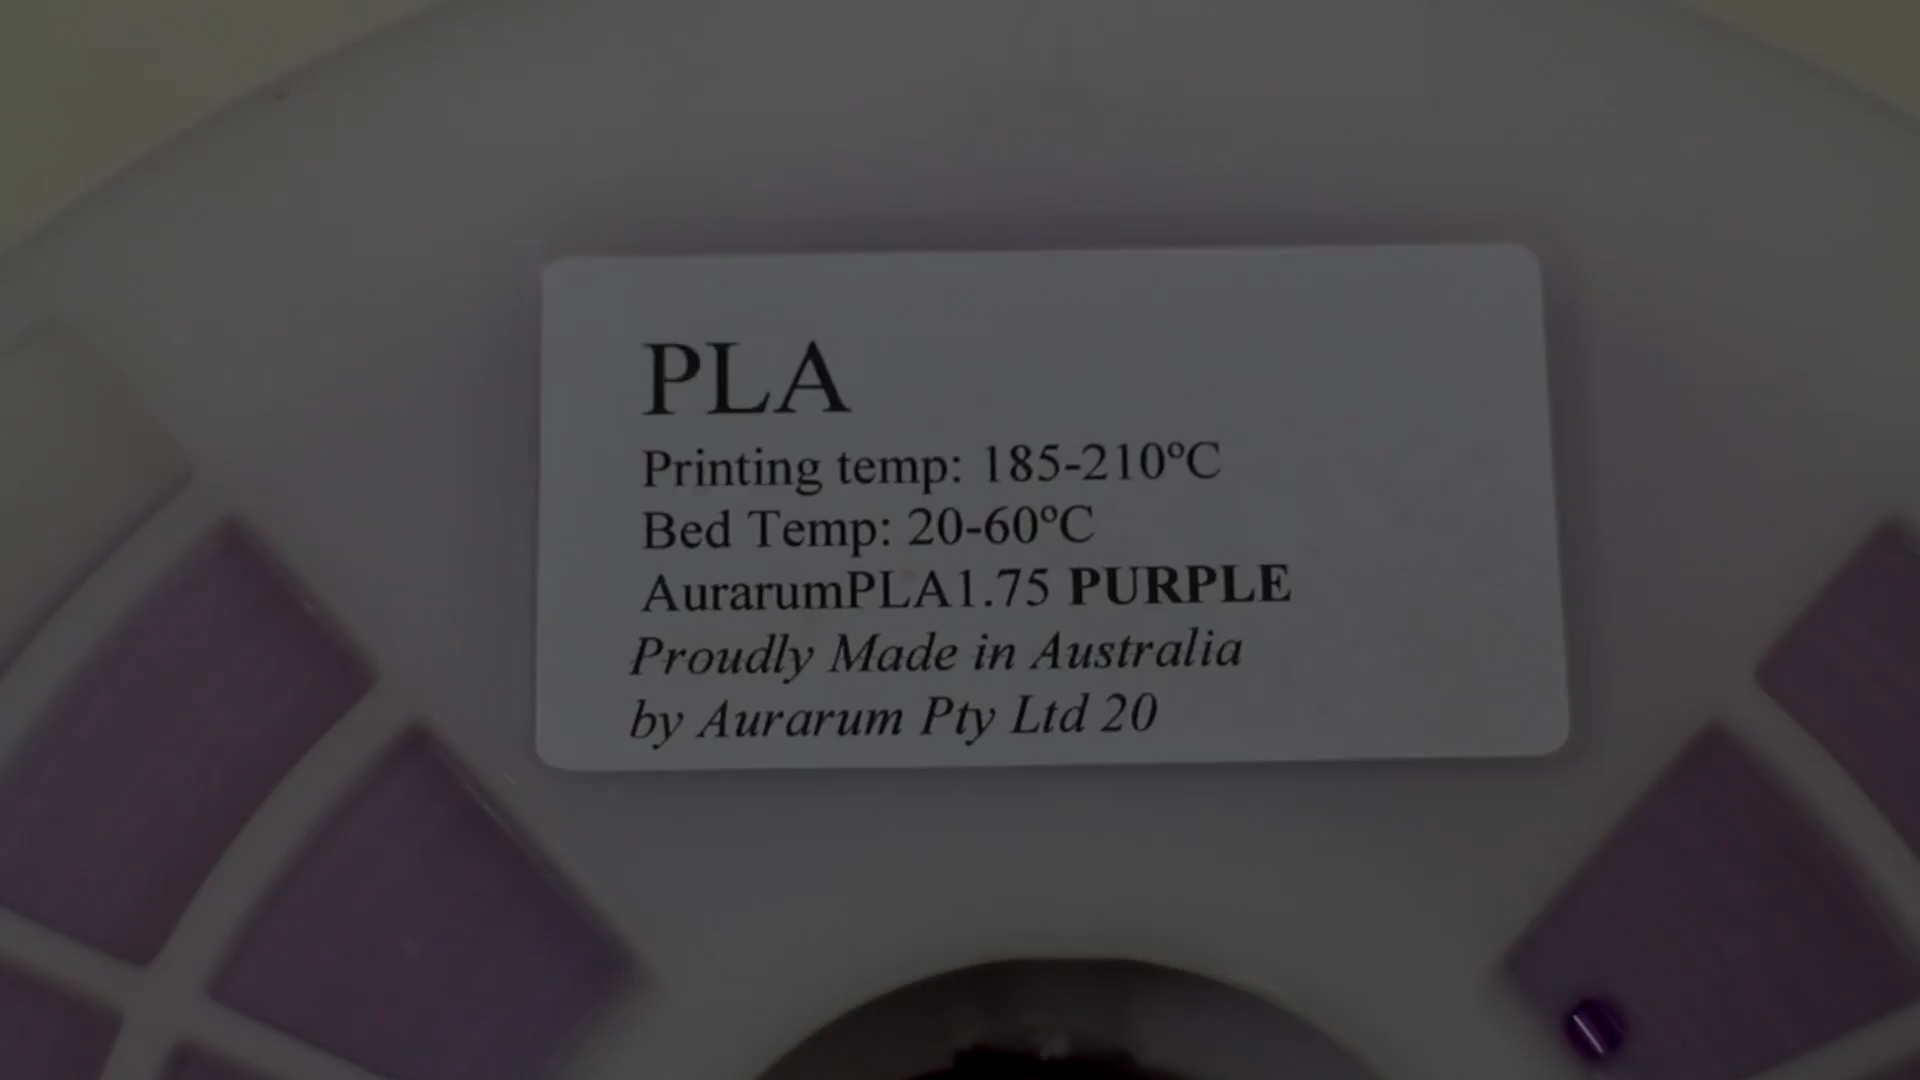 PLA
Printing temp: 185-210ºC
Bed Temp: 20-60ºC
AurarumPLA1.75 PURPLE
Proudly Made in Australia
by Aurarum Pty Ltd 20